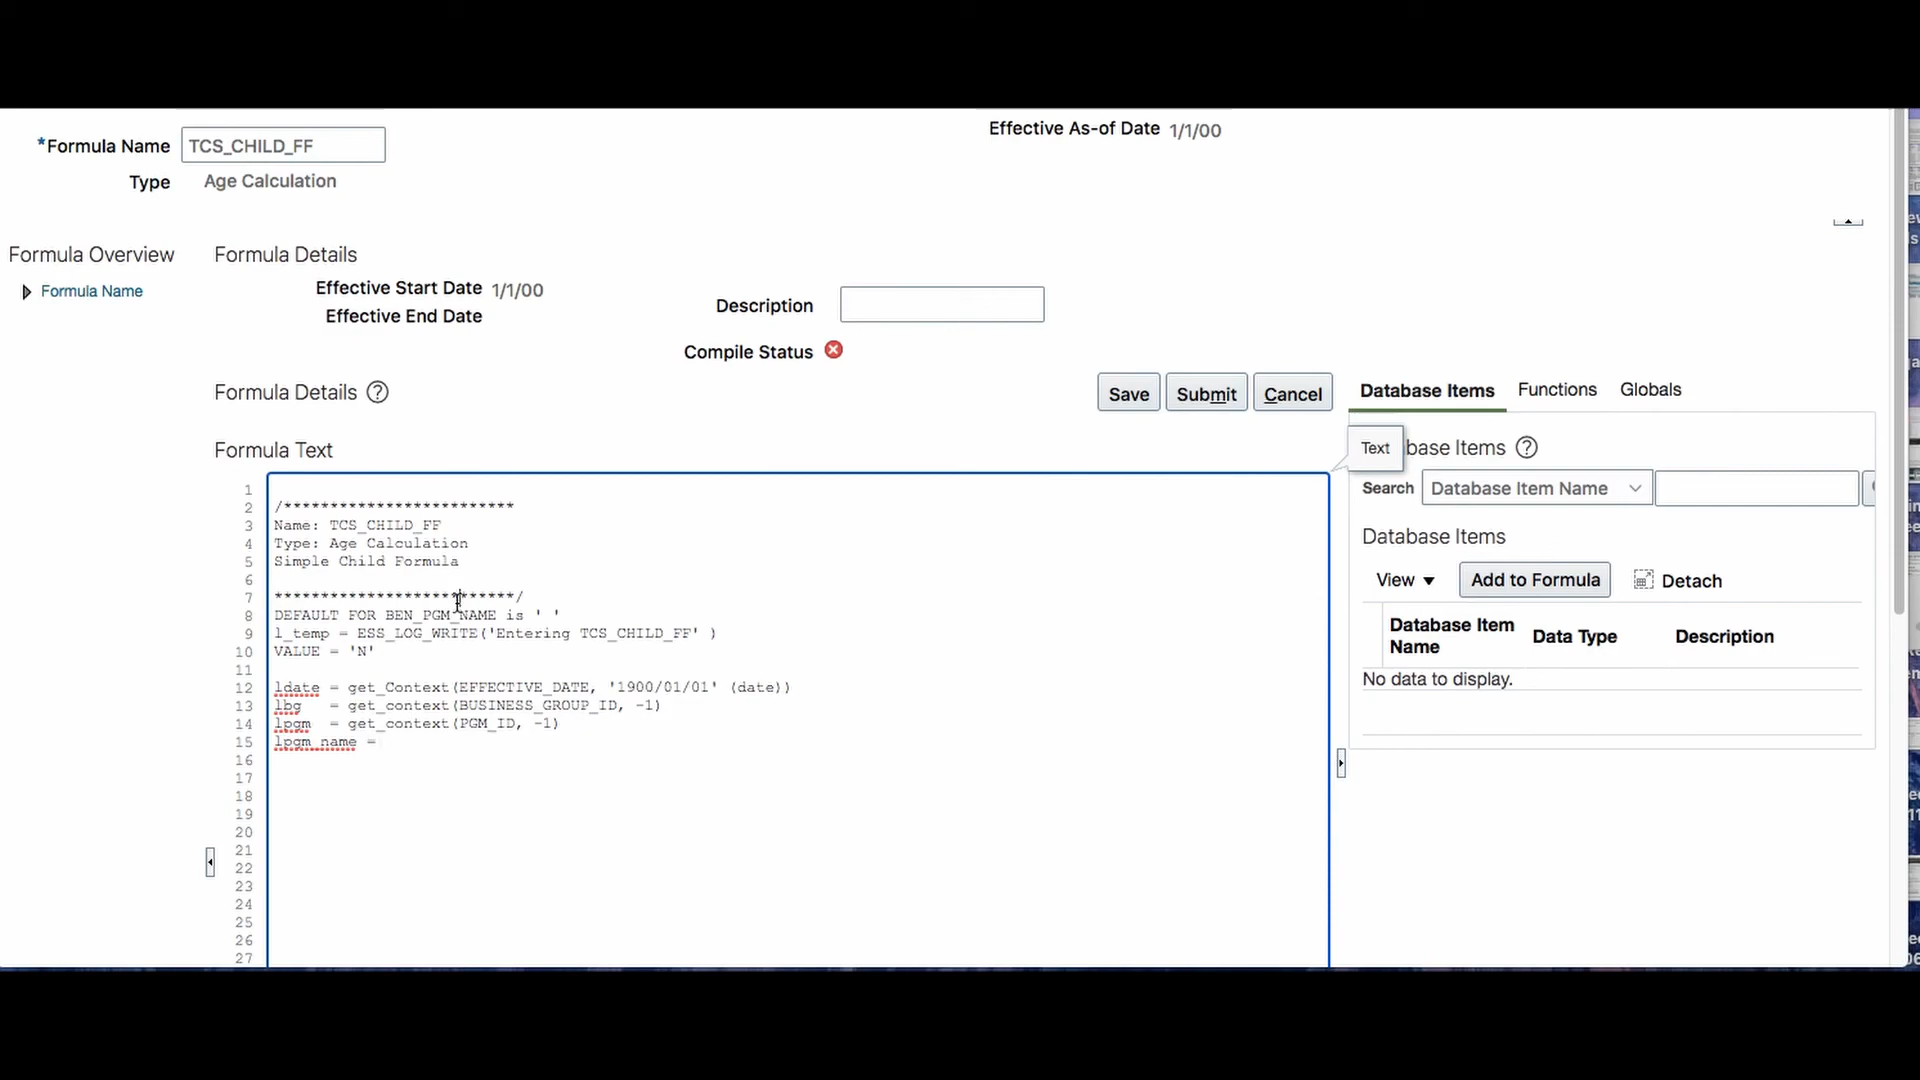 *Formula Name TCS_CHILD_FF
Effective As-of Date 1/1/00
Type Age Calculation
Formula Overview
Formula Name
Formula Details
Effective Start Date 1/1/00
Effective End Date
Description
Compile Status
Formula Details ?
Save Submit Cancel
Database Items Functions Globals
Formula Text
Text
base Items ?
Search Database Item Name
Database Items
View Add to Formula Detach
Database Item Name Data Type Description
No data to display.
1
2 /*************************
3 Name: TCS_CHILD_FF
4 Type: Age Calculation
5 Simple Child Formula
6
7 **************************/
8 DEFAULT FOR BEN_PGM_NAME is ' '
9 l_temp = ESS_LOG_WRITE('Entering TCS_CHILD_FF' )
10 VALUE = 'N'
11
12 ldate = get_Context(EFFECTIVE_DATE, '1900/01/01' (date))
13 lbg   = get_context(BUSINESS_GROUP_ID, -1)
14 lpgm  = get_context(PGM_ID, -1)
15 lpgm_name =
16
17
18
19
20
21
22
23
24
25
26
27